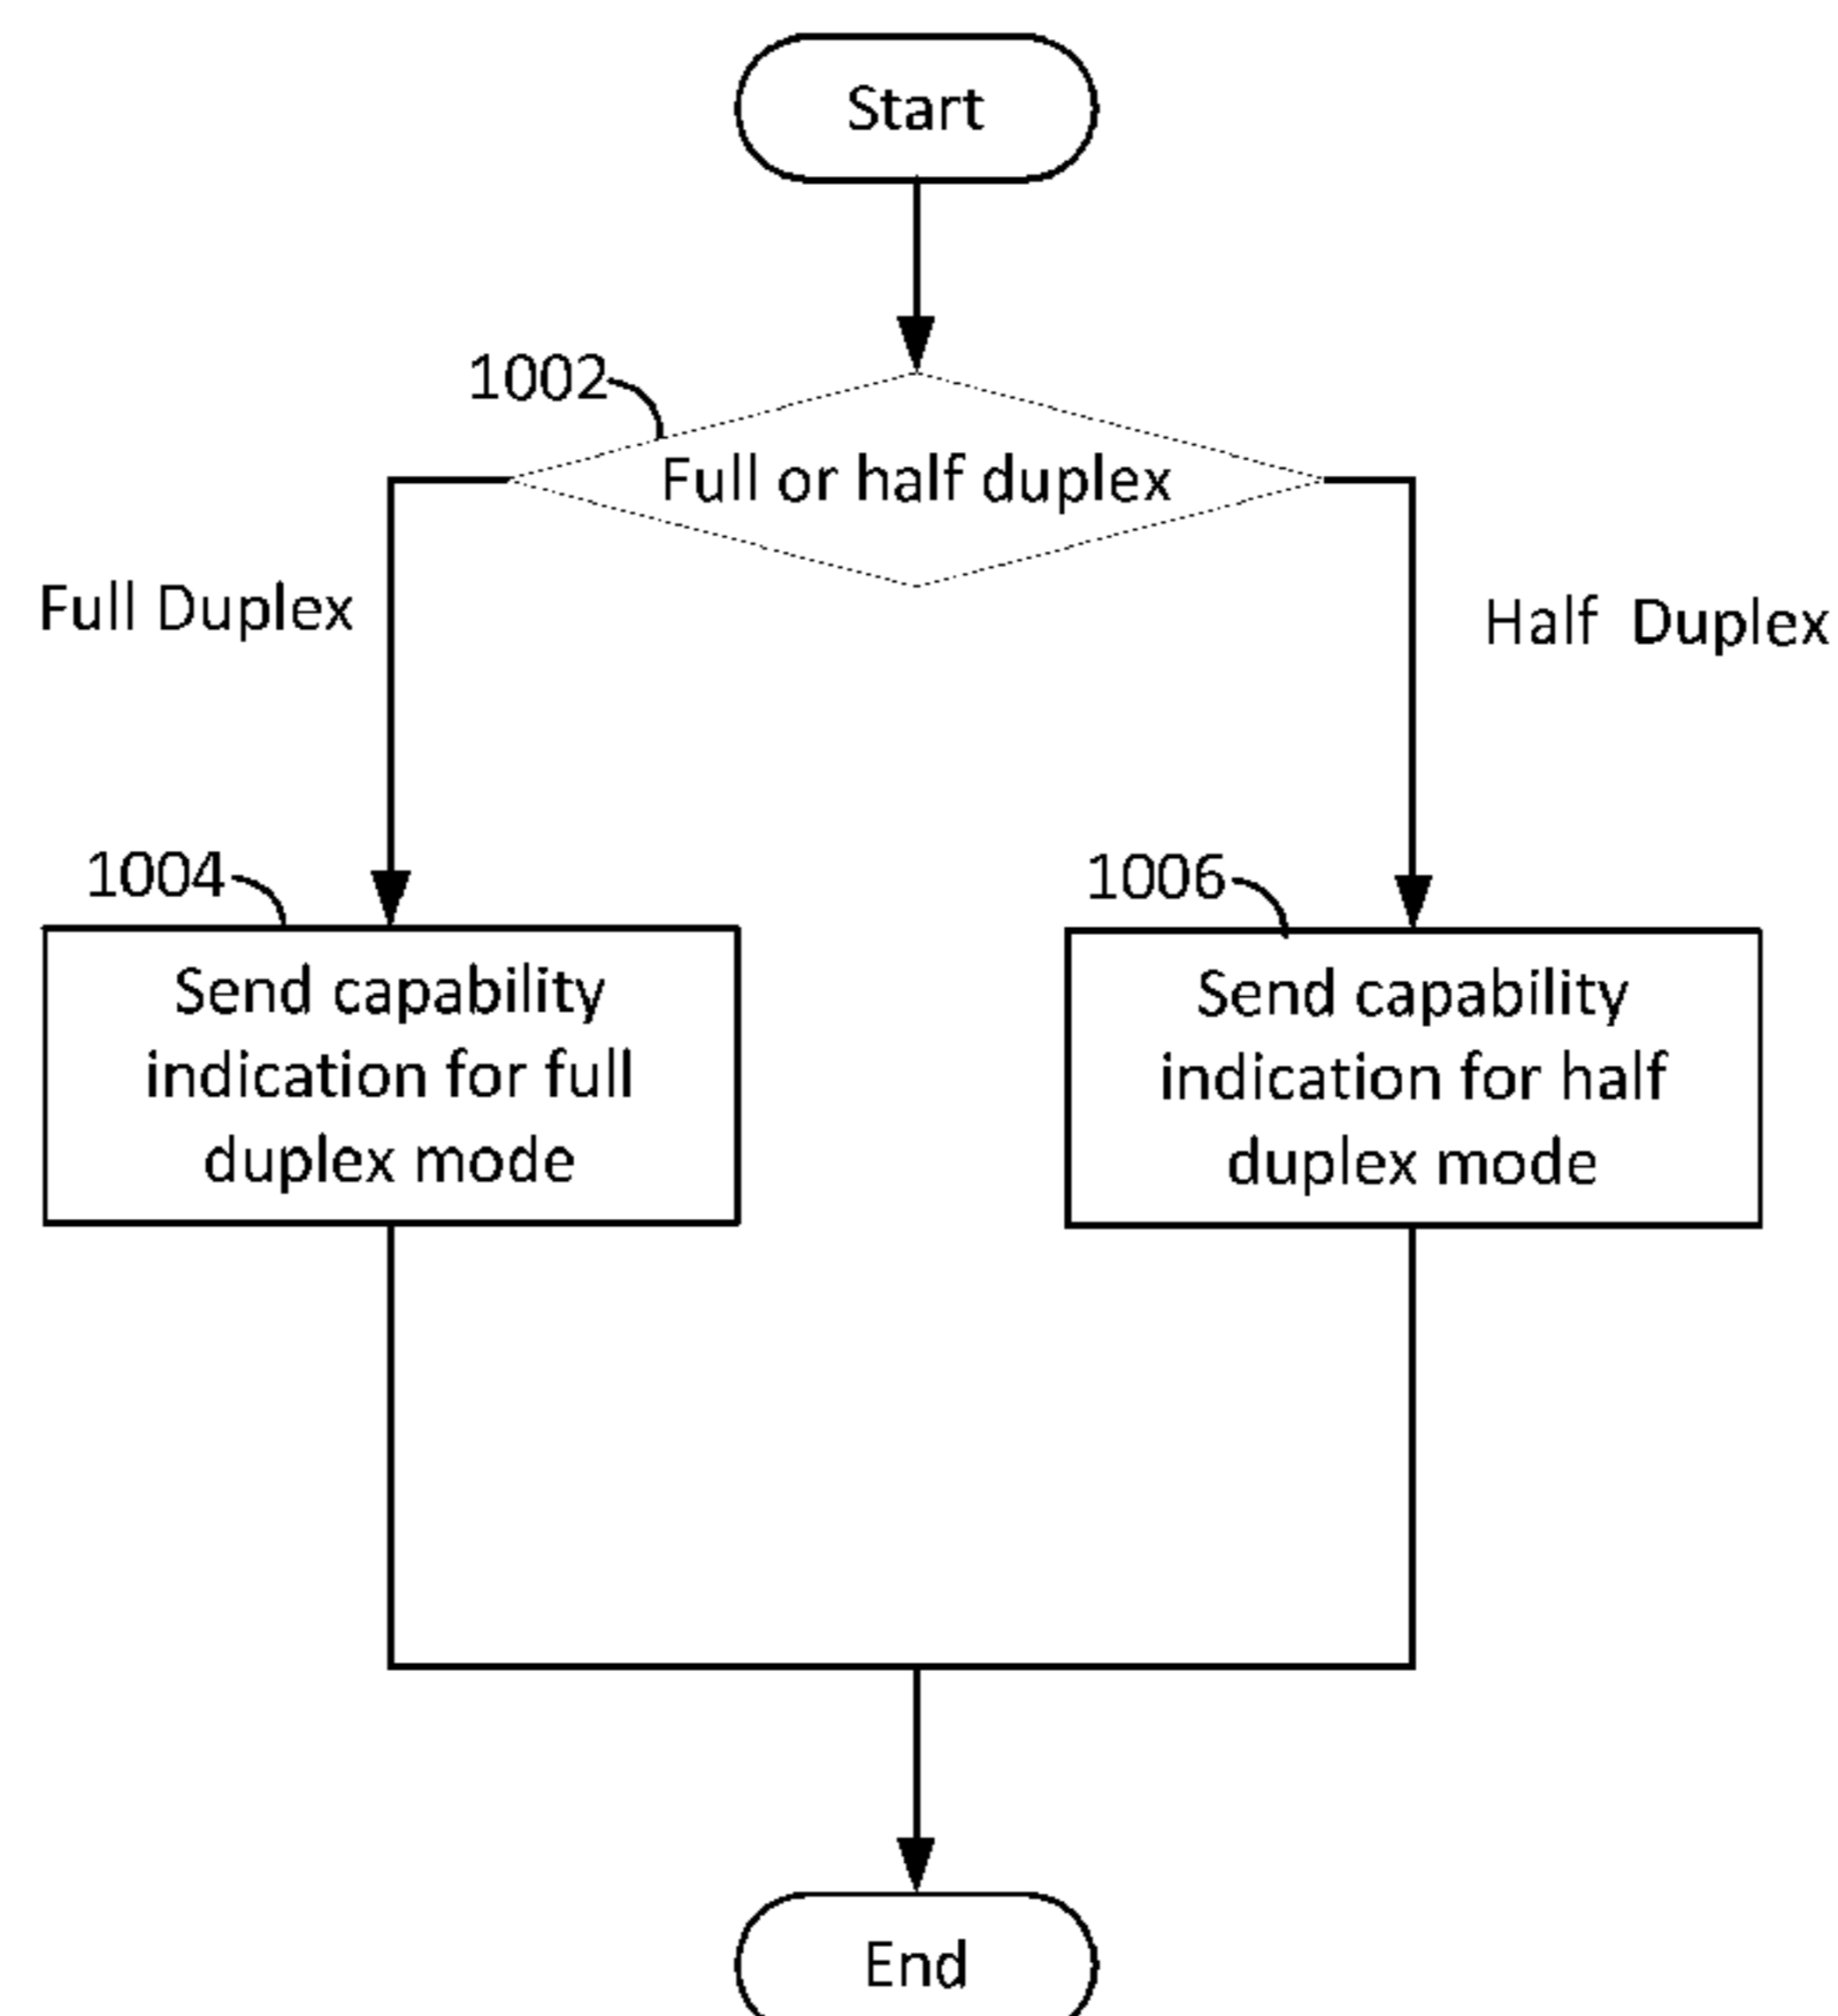 Start
1002
Full or half duplex
Full Duplex
Half Duplex
1004
Send capability
indication for full
duplex mode
1006
Send capability
indication for half
duplex mode
End